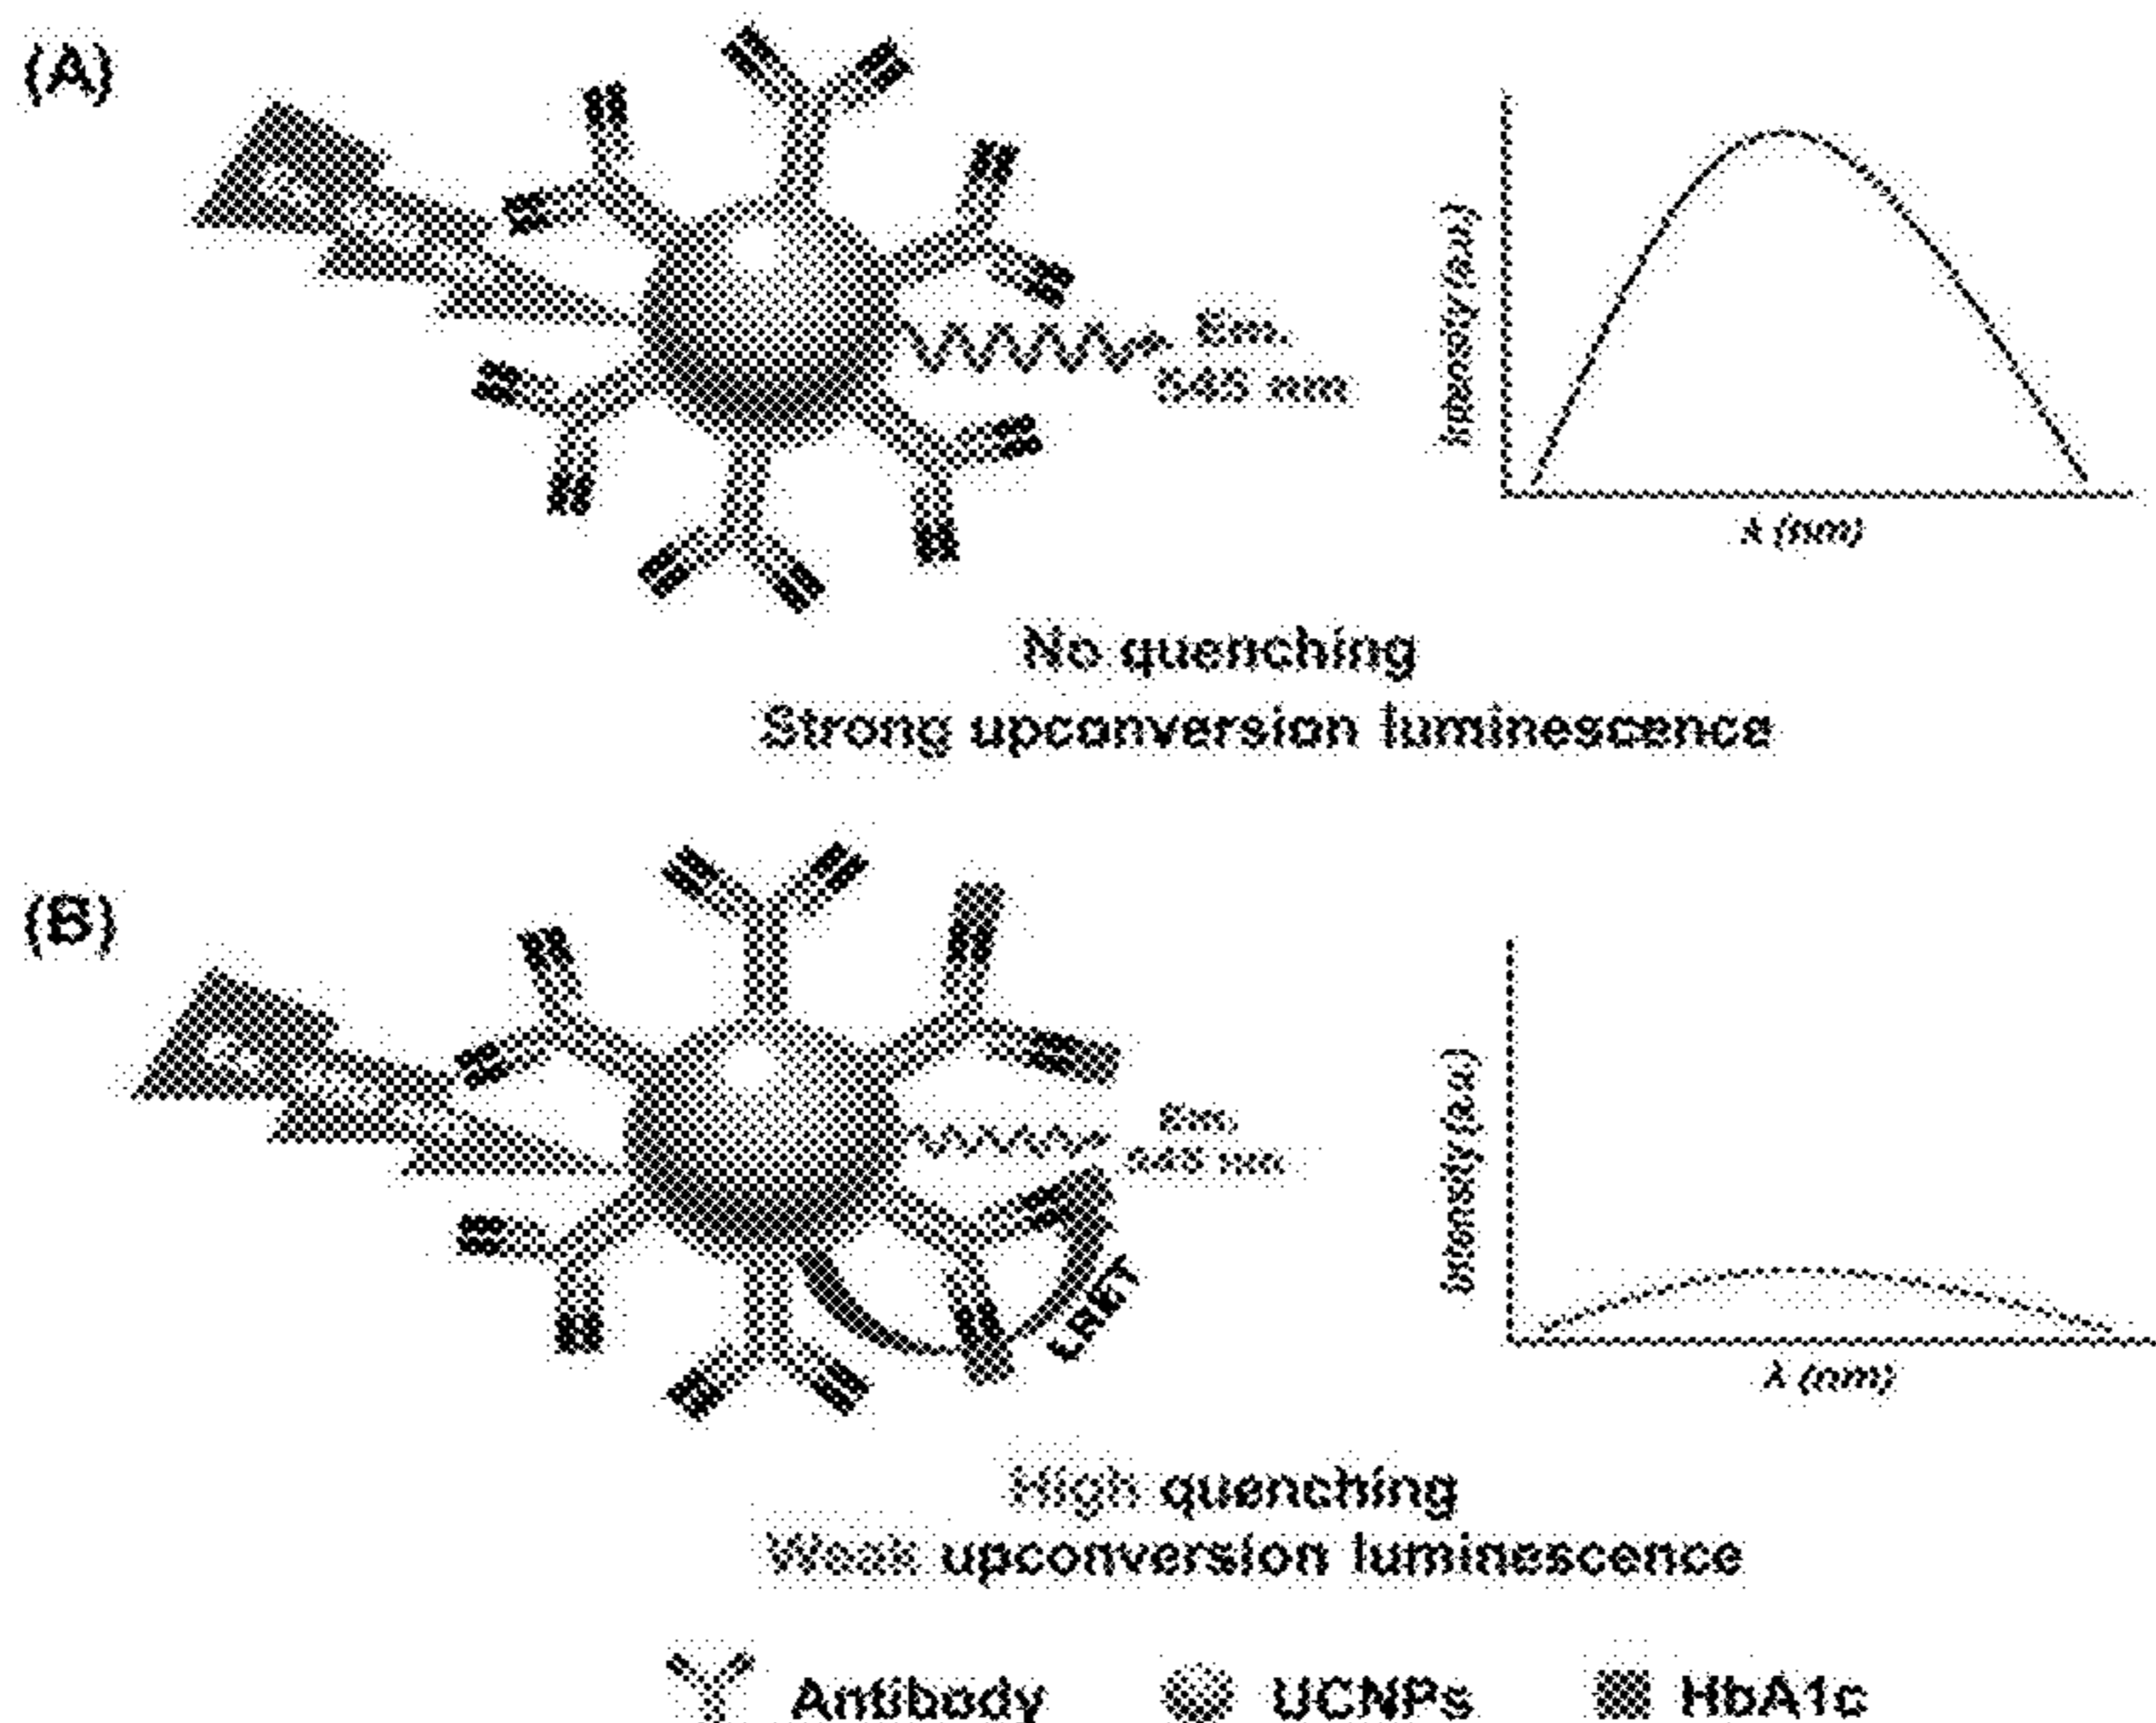 (A)
Intensity (a.u)
Em.
545 nm
λ (nm)
No quenching
Strong upconversion luminescence
(B)
Intensity (a.u)
Em.
545 nm
LRET
λ (nm)
High quenching
Weak upconversion luminescence
Antibody UCNPs HbA1c